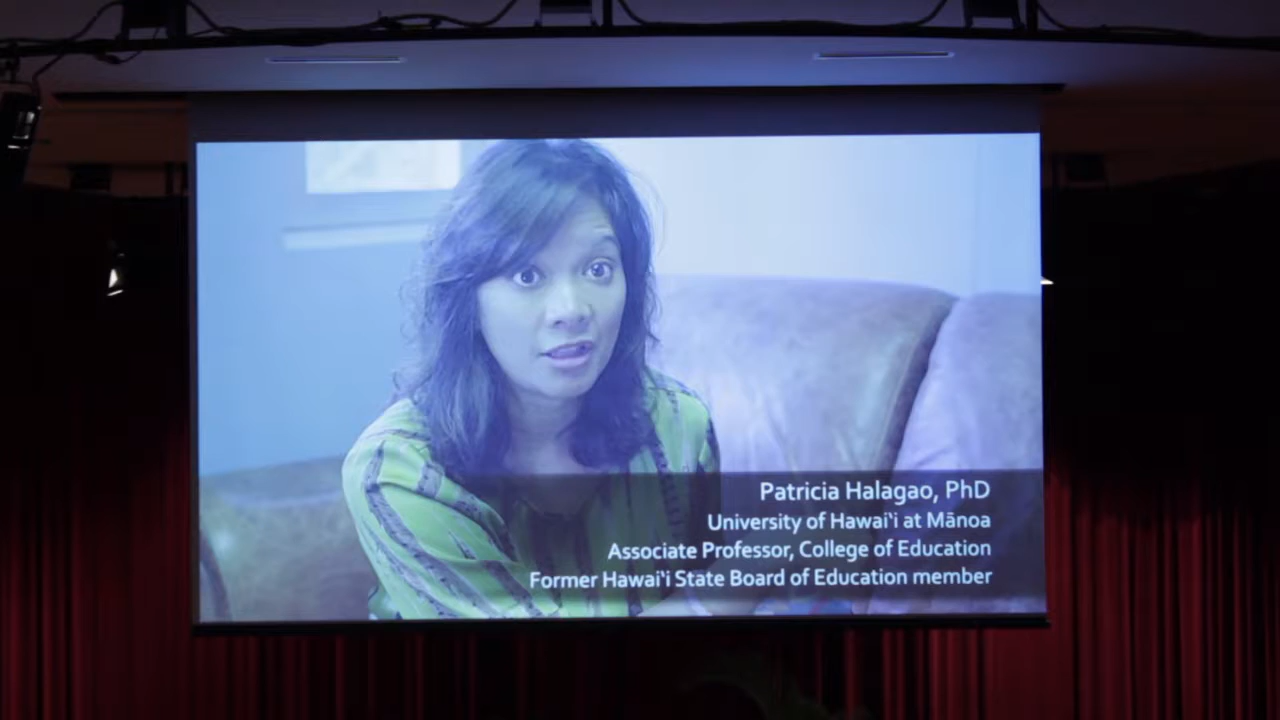 Patricia Halagao, PhD
University of Hawaiʻi at Mānoa
Associate Professor, College of Education
Former Hawaiʻi State Board of Education member